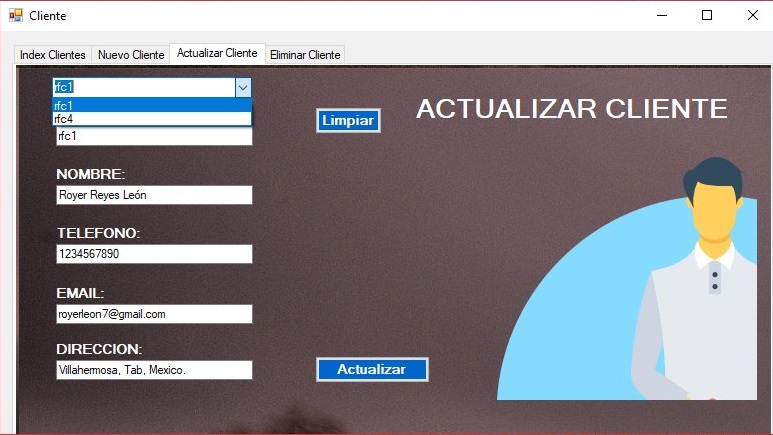 Cliente
Index Clientes
Nuevo Cliente
Actualizar Cliente
Eliminar Cliente
rfc1
rfc1
rfc4
rfc1
Limpiar
ACTUALIZAR CLIENTE
NOMBRE:
Royer Reyes León
TELEFONO:
1234567890
EMAIL:
royerleon7@gmail.com
DIRECCION:
Villahermosa, Tab, Mexico.
Actualizar